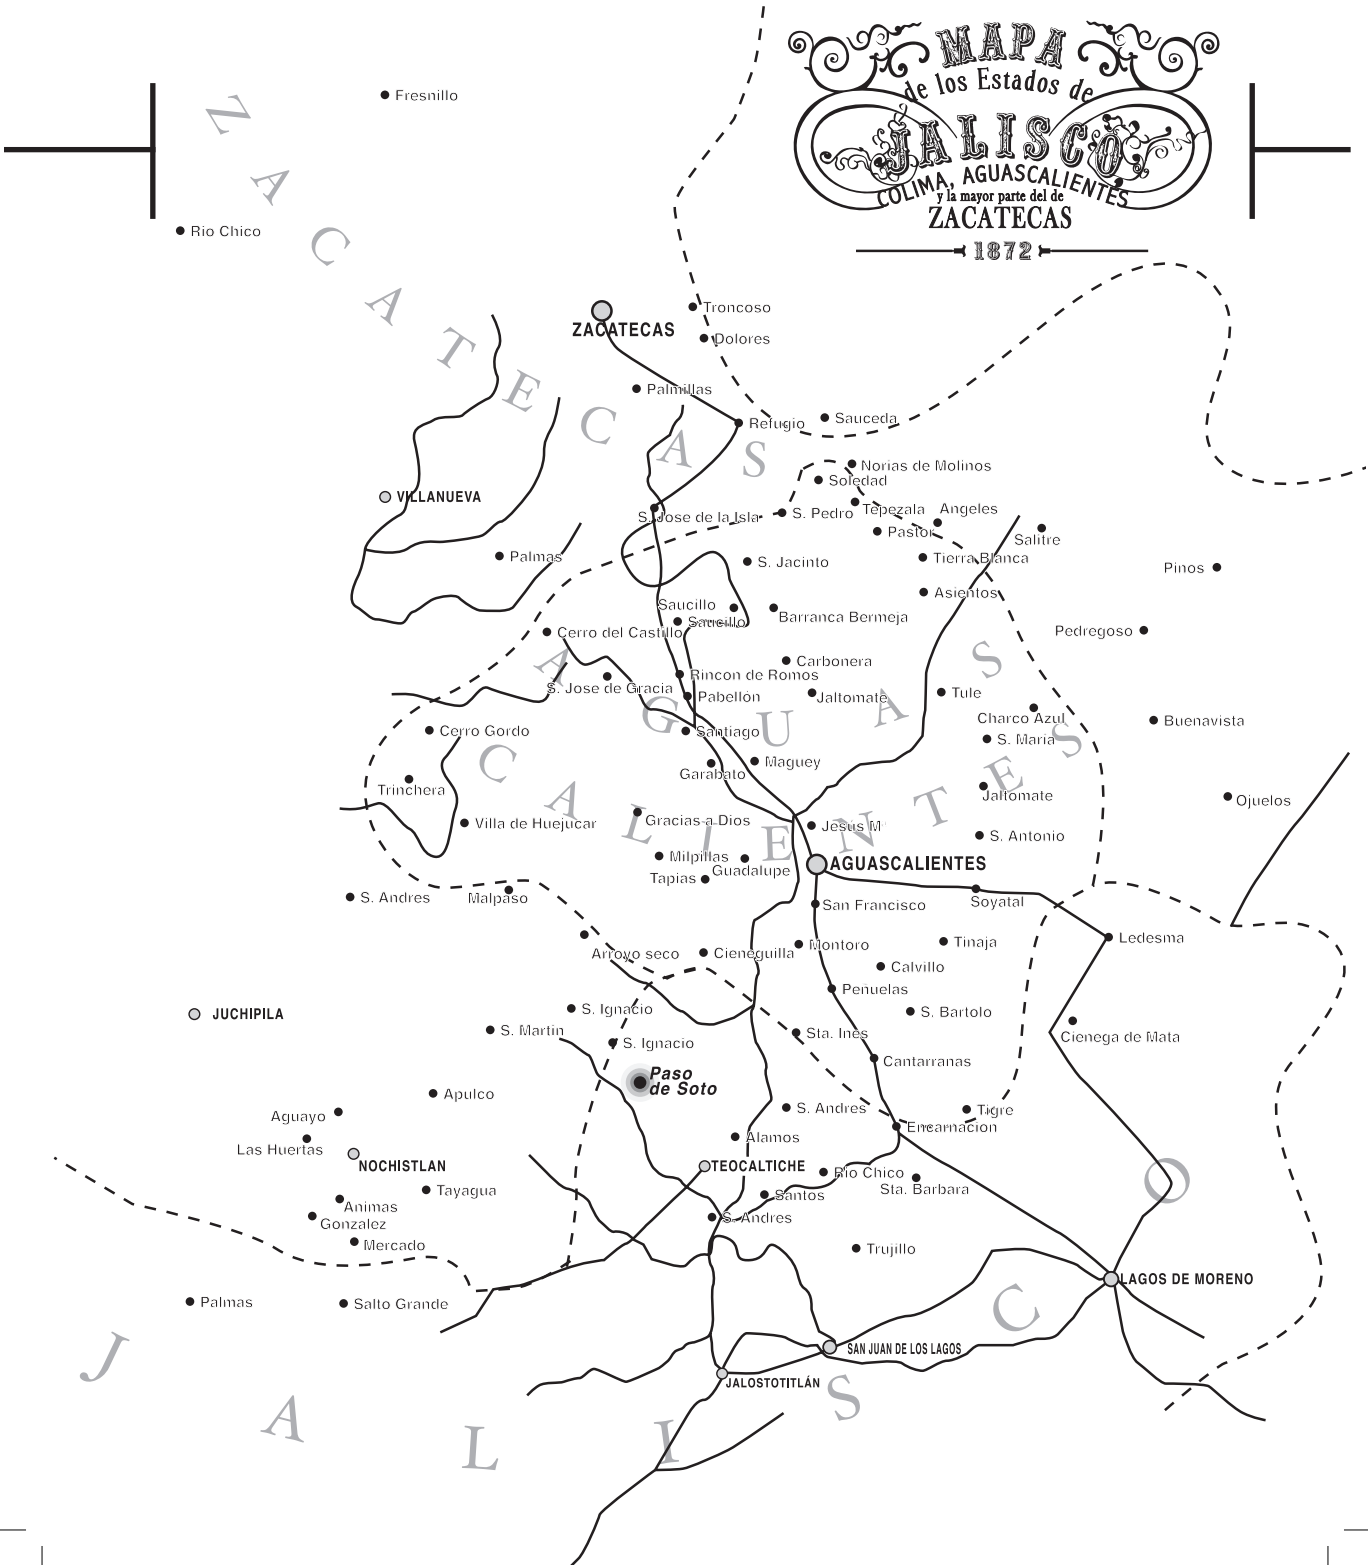 MAPA
de los Estados de
JALISCO
COLIMA, AGUASCALIENTES
y la mayor parte del de
ZACATECAS
1872
ZACATECAS
Fresnillo
Rio Chico
Troncoso
ZACATECAS
Dolores
Palmillas
Sauceda
Refugio
Norias de Molinos
Soledad
VILLANUEVA
Tepezala
Angeles
S. Jose de la Isla
S. Pedro
Pastor
Salitre
Palmas
S. Jacinto
Tierra Blanca
Pinos
Asientos
Saucillo
Saucillo
Barranca Bermeja
Cerro del Castillo
Pedregoso
Carbonera
Rincon de Romos
S. Jose de Gracia
Pabellón
Jaltomate
Tule
Charco Azul
Buenavista
AGUAS
CALIENTES
Cerro Gordo
Santiago
S. Maria
Maguey
Garabato
Trinchera
Jaltomate
Ojuelos
Villa de Huejucar
Gracias a Dios
Jesus M
S. Antonio
Milpillas
Guadalupe
AGUASCALIENTES
Tapias
S. Andres
Malpaso
San Francisco
Soyatal
Ledesma
Arroyo seco
Cieneguilla
Montoro
Tinaja
Calvillo
Peñuelas
JUCHIPILA
S. Ignacio
S. Bartolo
S. Martin
S. Ignacio
Sta. Inés
Cienega de Mata
Cantarranas
Paso
de Soto
Apulco
Aguayo
S. Andres
Tigre
Las Huertas
Alamos
Encarnacion
NOCHISTLAN
TEOCALTICHE
Rio Chico
Tayagua
Santos
Sta. Barbara
Animas
Gonzalez
S. Andres
Mercado
Trujillo
LAGOS DE MORENO
Palmas
Salto Grande
SAN JUAN DE LOS LAGOS
JALOSTOTITLÁN
JALISCO